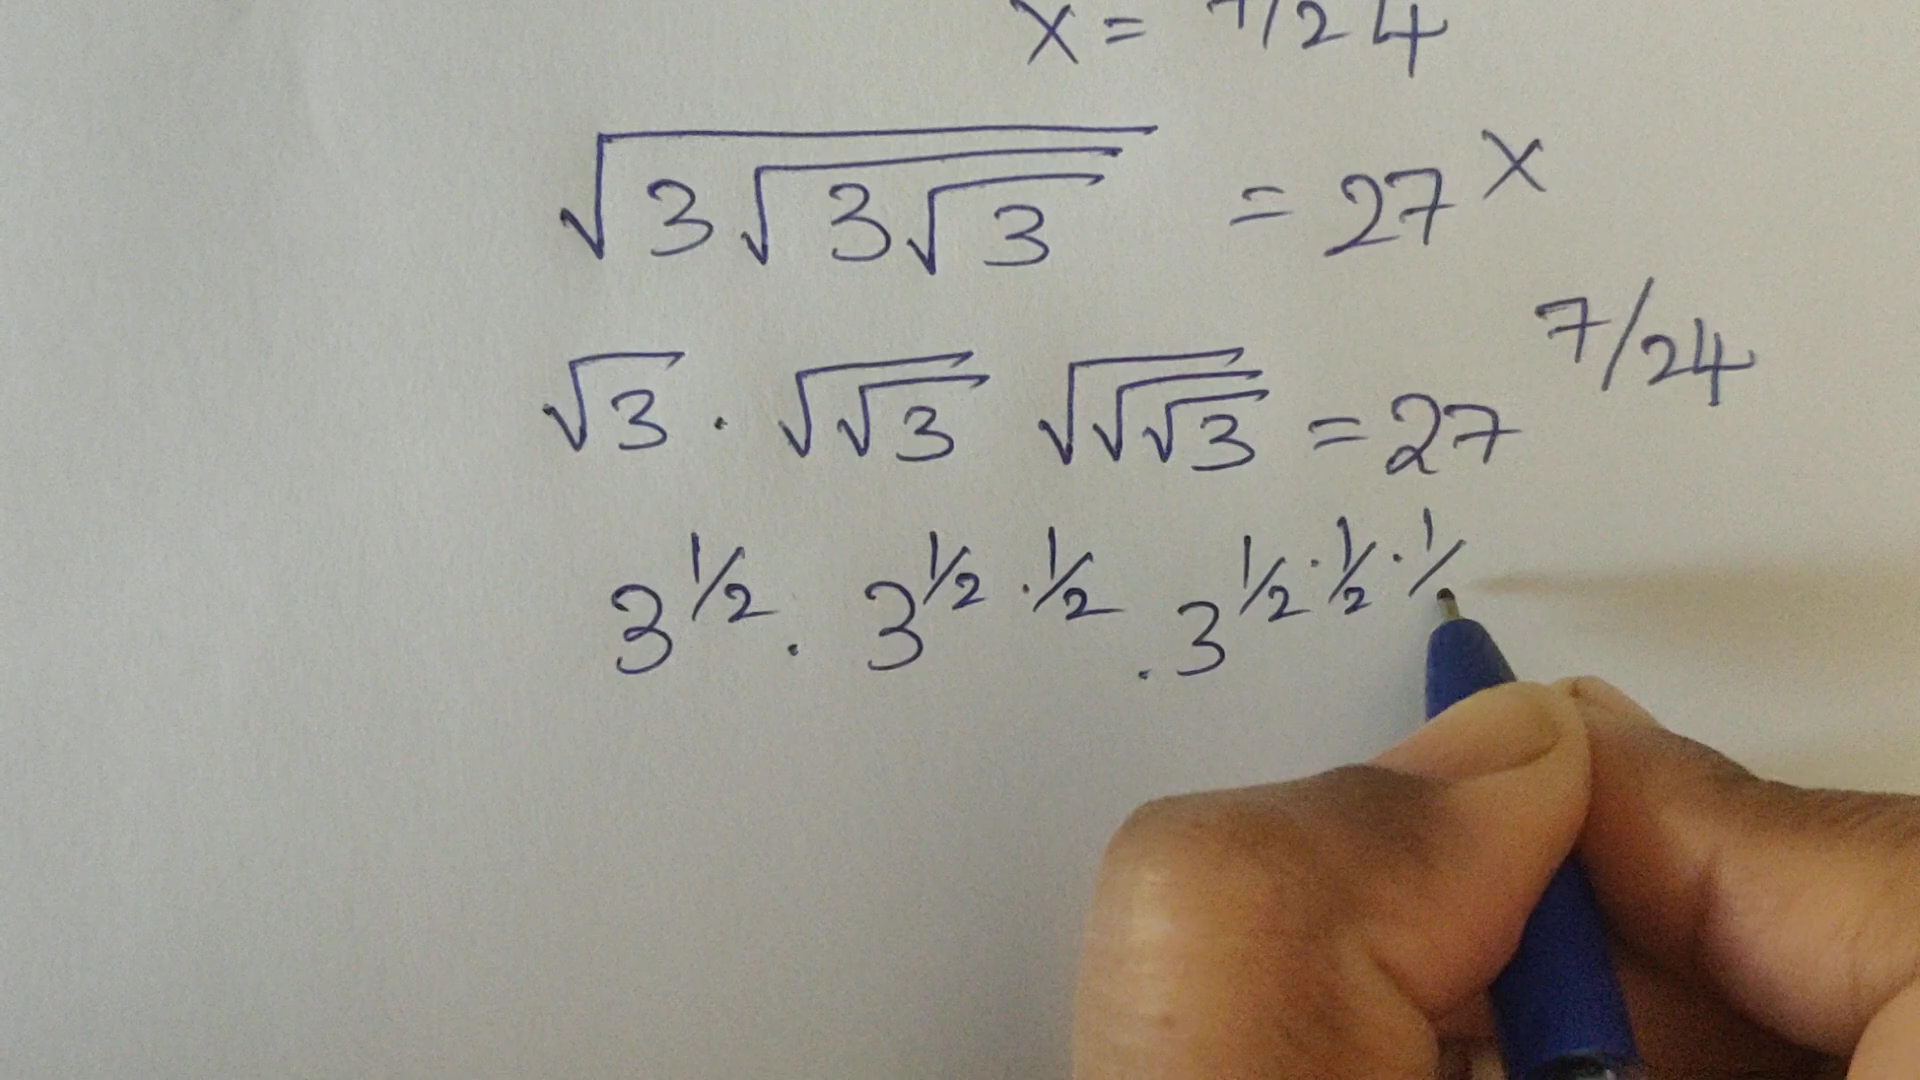 x = 7/24
√(3√(3√3)) = 27^x
√3 · √√3 √√√3 = 27^7/24
3^1/2 . 3^1/2 · 1/2 . 3^1/2 · 1/2 · 1/